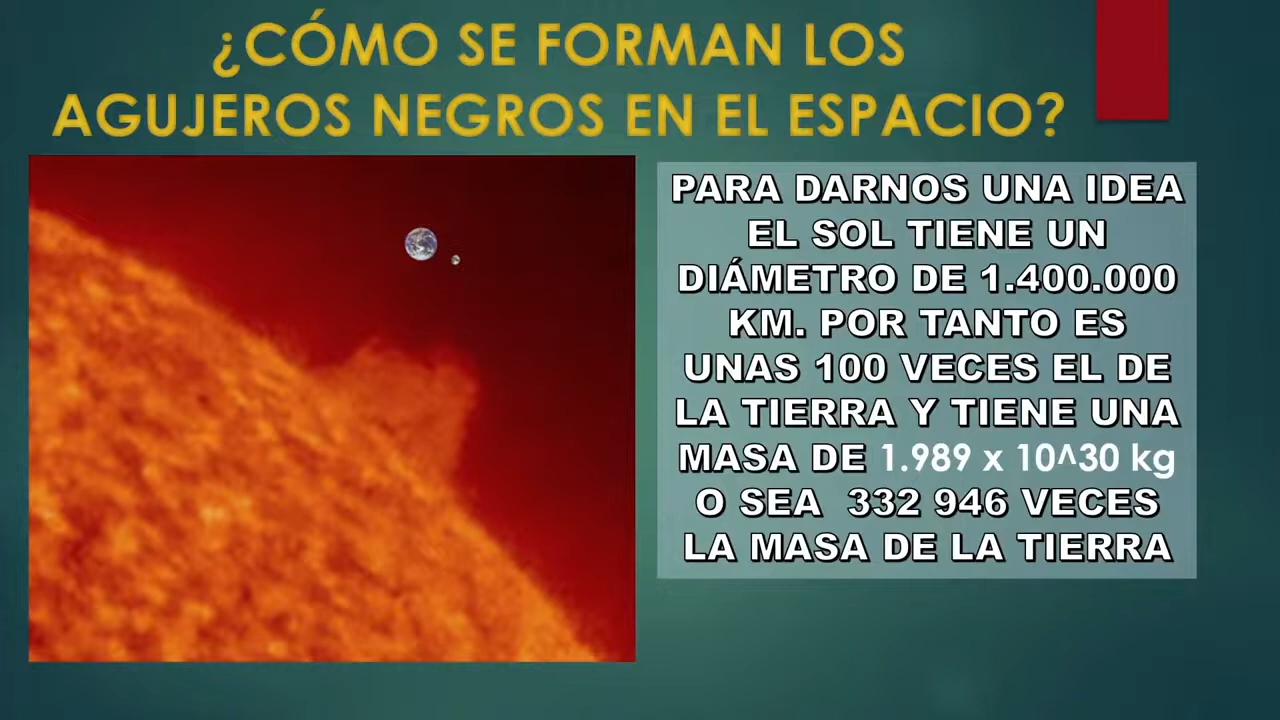 ¿CÓMO SE FORMAN LOS
AGUJEROS NEGROS EN EL ESPACIO?
PARA DARNOS UNA IDEA
EL SOL TIENE UN
DIÁMETRO DE 1.400.000
KM. POR TANTO ES
UNAS 100 VECES EL DE
LA TIERRA Y TIENE UNA
MASA DE 1.989 x 10^30 kg
O SEA 332 946 VECES
LA MASA DE LA TIERRA